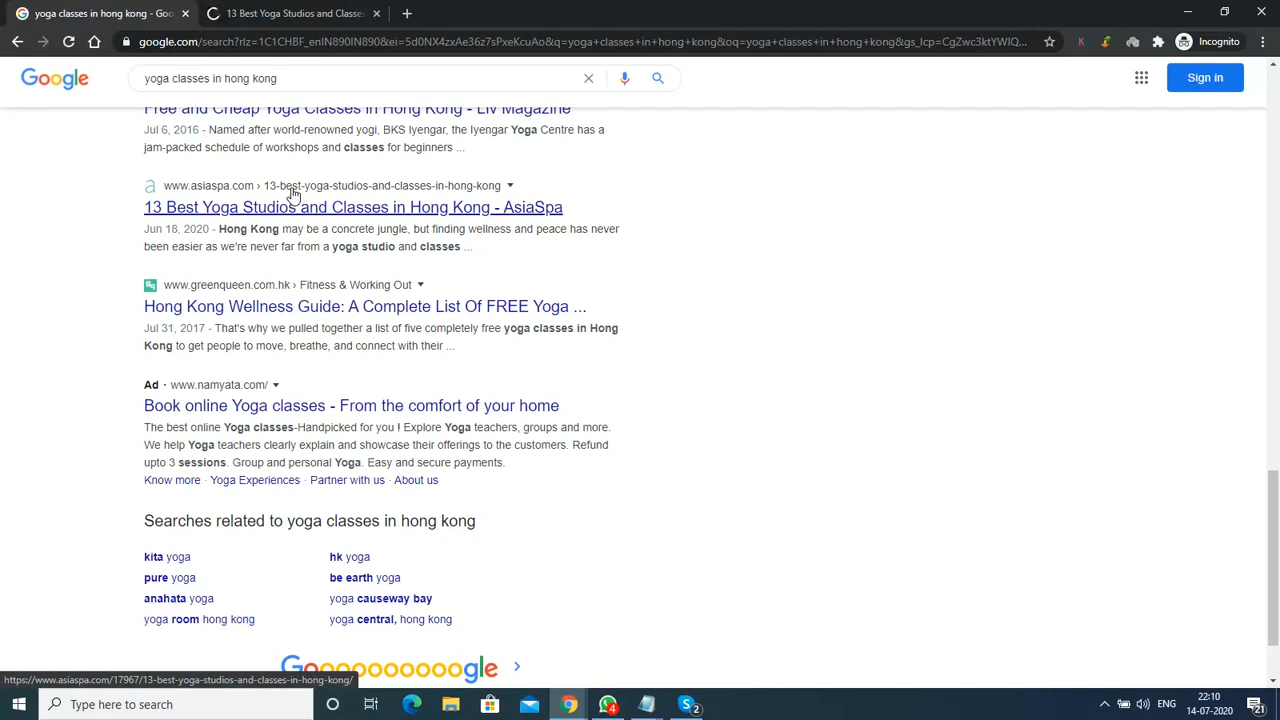 yoga classes in hong kong - Goo
13 Best Yoga Studios and Classes
google.com/search?rlz=1C1CHBF_enIN890IN890&ei=5d0NX4zxAe36z7sPxeKcuAo&q=yoga+classes+in+hong+kong&oq=yoga+classes+in+hong+kong&gs_lcp=CgZwc3ktYWIQ...
Incognito
Google
yoga classes in hong kong
Sign in
Free and Cheap Yoga Classes in Hong Kong - Liv Magazine
Jul 6, 2016 - Named after world-renowned yogi, BKS Iyengar, the Iyengar Yoga Centre has a
jam-packed schedule of workshops and classes for beginners ...
www.asiaspa.com › 13-best-yoga-studios-and-classes-in-hong-kong
13 Best Yoga Studios and Classes in Hong Kong - AsiaSpa
Jun 18, 2020 - Hong Kong may be a concrete jungle, but finding wellness and peace has never
been easier as we're never far from a yoga studio and classes ...
www.greenqueen.com.hk › Fitness & Working Out
Hong Kong Wellness Guide: A Complete List Of FREE Yoga ...
Jul 31, 2017 - That's why we pulled together a list of five completely free yoga classes in Hong
Kong to get people to move, breathe, and connect with their ...
Ad · www.namyata.com/
Book online Yoga classes - From the comfort of your home
The best online Yoga classes-Handpicked for you ! Explore Yoga teachers, groups and more.
We help Yoga teachers clearly explain and showcase their offerings to the customers. Refund
upto 3 sessions. Group and personal Yoga. Easy and secure payments.
Know more · Yoga Experiences · Partner with us · About us
Searches related to yoga classes in hong kong
kita yoga
hk yoga
pure yoga
be earth yoga
anahata yoga
yoga causeway bay
yoga room hong kong
yoga central, hong kong
Goooooooooogle
https://www.asiaspa.com/17967/13-best-yoga-studios-and-classes-in-hong-kong/
Type here to search
4
2
ENG
22:10
14-07-2020
21